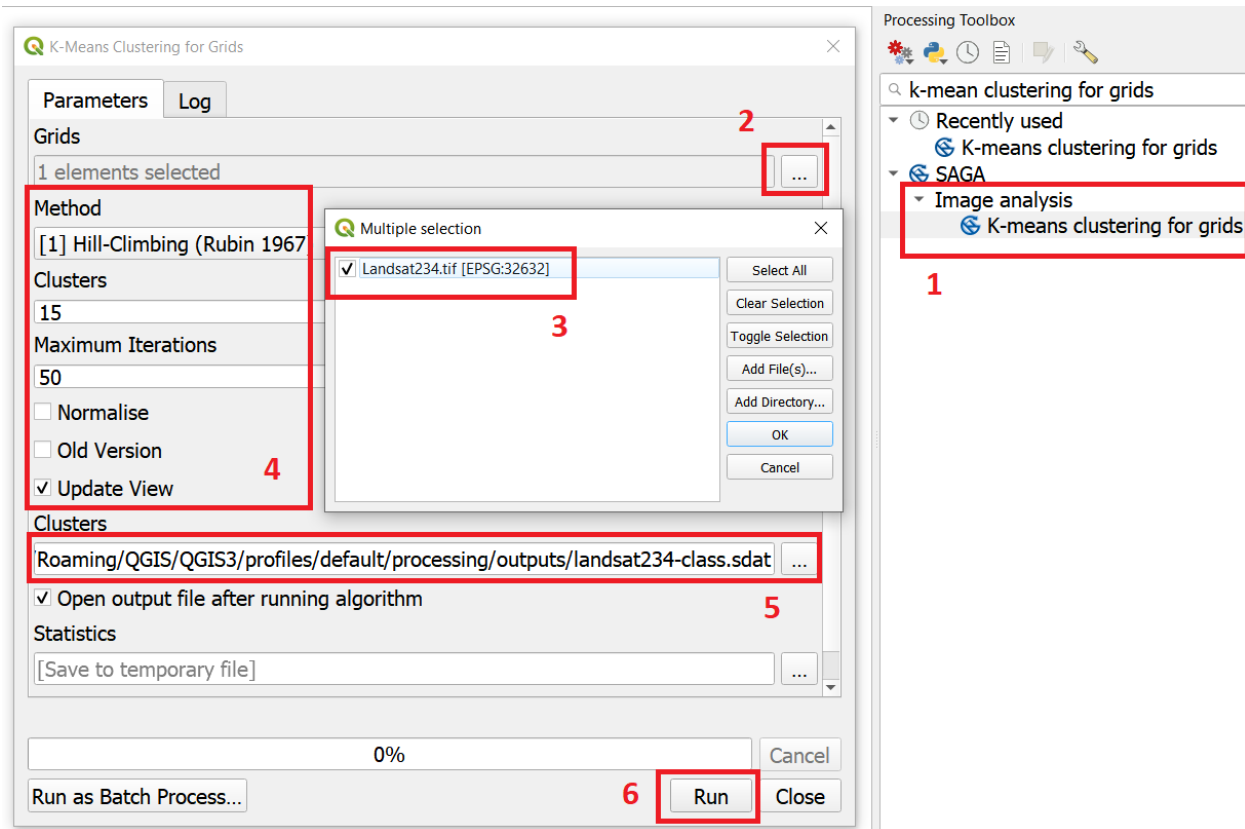 K-Means Clustering for Grids
Parameters
Log
2
Grids
1 elements selected
...
Method
[1] Hill-Climbing (Rubin 1967)
Clusters
15
Maximum Iterations
50
Normalise
Old Version
4
Update View
Multiple selection
Landsat234.tif [EPSG:32632]
3
Select All
Clear Selection
Toggle Selection
Add File(s)...
Add Directory...
OK
Cancel
Clusters
'Roaming/QGIS/QGIS3/profiles/default/processing/outputs/landsat234-class.sdat
...
Open output file after running algorithm
5
Statistics
[Save to temporary file]
...
0%
Cancel
Run as Batch Process...
6
Run
Close
Processing Toolbox
k-mean clustering for grids
Recently used
K-means clustering for grids
SAGA
Image analysis
K-means clustering for grids
1